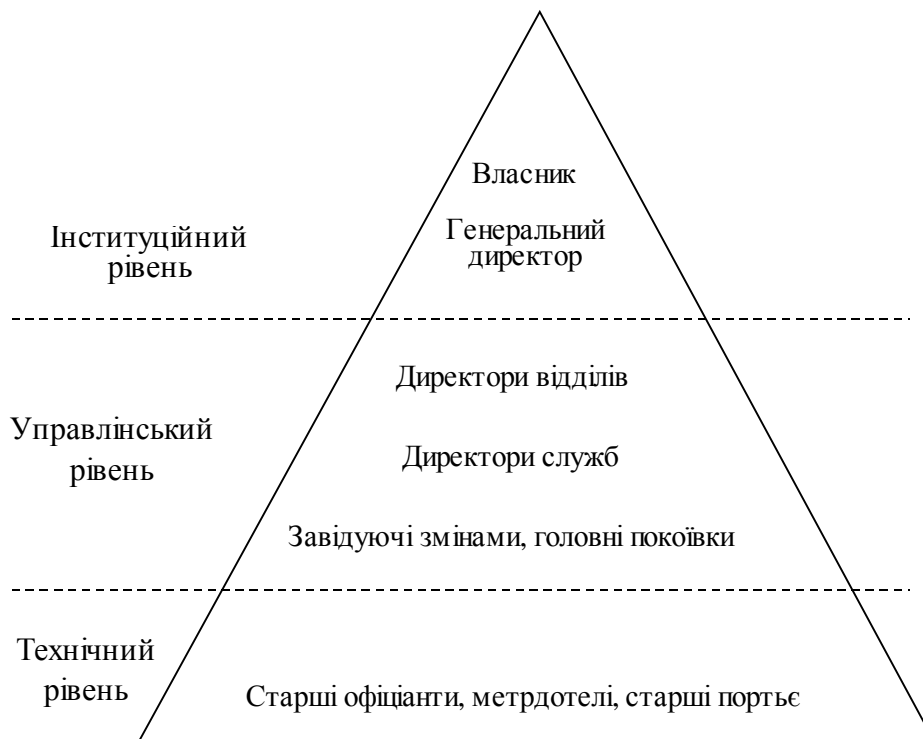 Власник
Генеральний
директор
Інституційний
рівень
Директори відділів
Директори служб
Завідуючі змінами, головні покоївки
Управлінський
рівень
Технічний
рівень
Старші офіціанти, метрдотелі, старші портьє